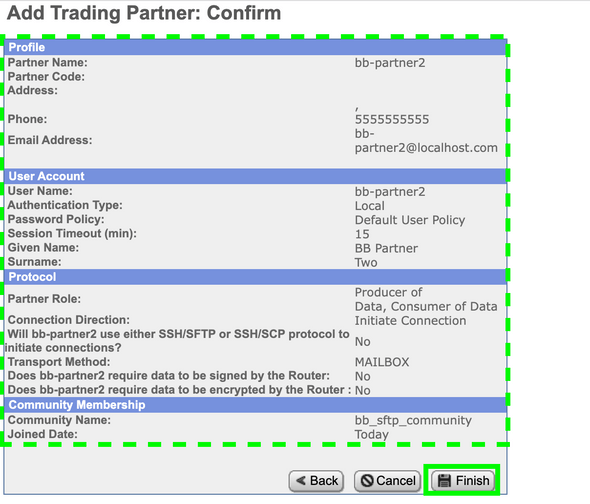 Add Trading Partner: Confirm
Profile
Partner Name: bb-partner2
Partner Code:
Address:
,
Phone: 5555555555
Email Address: bb-
partner2@localhost.com
User Account
User Name: bb-partner2
Authentication Type: Local
Password Policy: Default User Policy
Session Timeout (min): 15
Given Name: BB Partner
Surname: Two
Protocol
Partner Role: Producer of
Data, Consumer of Data
Connection Direction: Initiate Connection
Will bb-partner2 use either SSH/SFTP or SSH/SCP protocol to
initiate connections? No
Transport Method: MAILBOX
Does bb-partner2 require data to be signed by the Router: No
Does bb-partner2 require data to be encrypted by the Router : No
Community Membership
Community Name: bb_sftp_community
Joined Date: Today
Back Cancel Finish